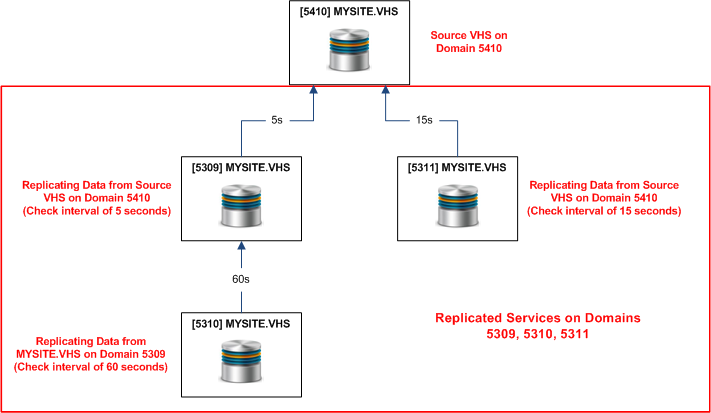 [5410] MYSITE.VHS
Source VHS on
Domain 5410
5s
15s
[5309] MYSITE.VHS
[5311] MYSITE.VHS
Replicating Data from Source
VHS on Domain 5410
(Check interval of 5 seconds)
Replicating Data from Source
VHS on Domain 5410
(Check interval of 15 seconds)
60s
[5310] MYSITE.VHS
Replicated Services on Domains
5309, 5310, 5311
Replicating Data from
MYSITE.VHS on Domain 5309
(Check interval of 60 seconds)